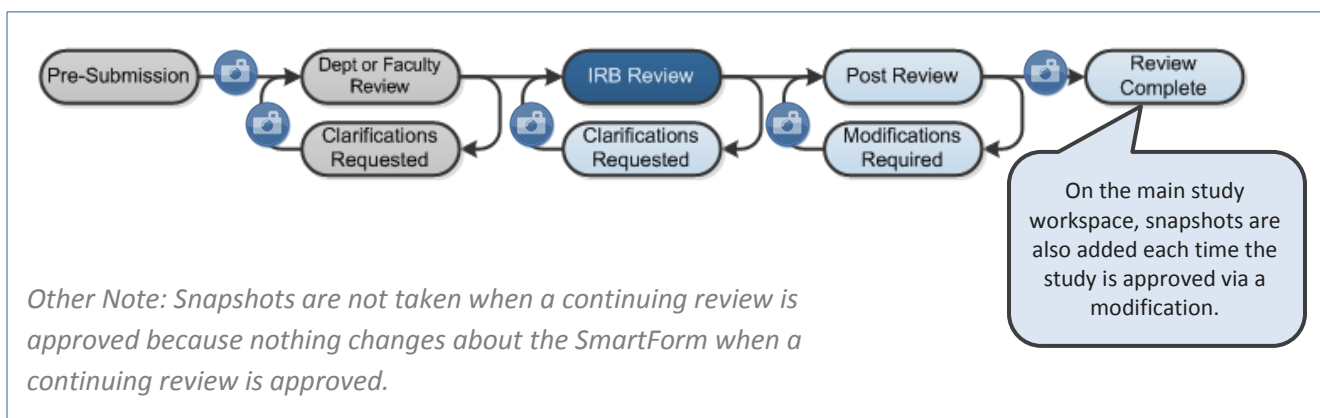 Pre-Submission
Dept or Faculty
Review
IRB Review
Post Review
Review
Complete
Clarifications
Requested
Clarifications
Requested
Modifications
Required
On the main study
workspace, snapshots are
also added each time the
study is approved via a
modification.
Other Note: Snapshots are not taken when a continuing review is
approved because nothing changes about the SmartForm when a
continuing review is approved.